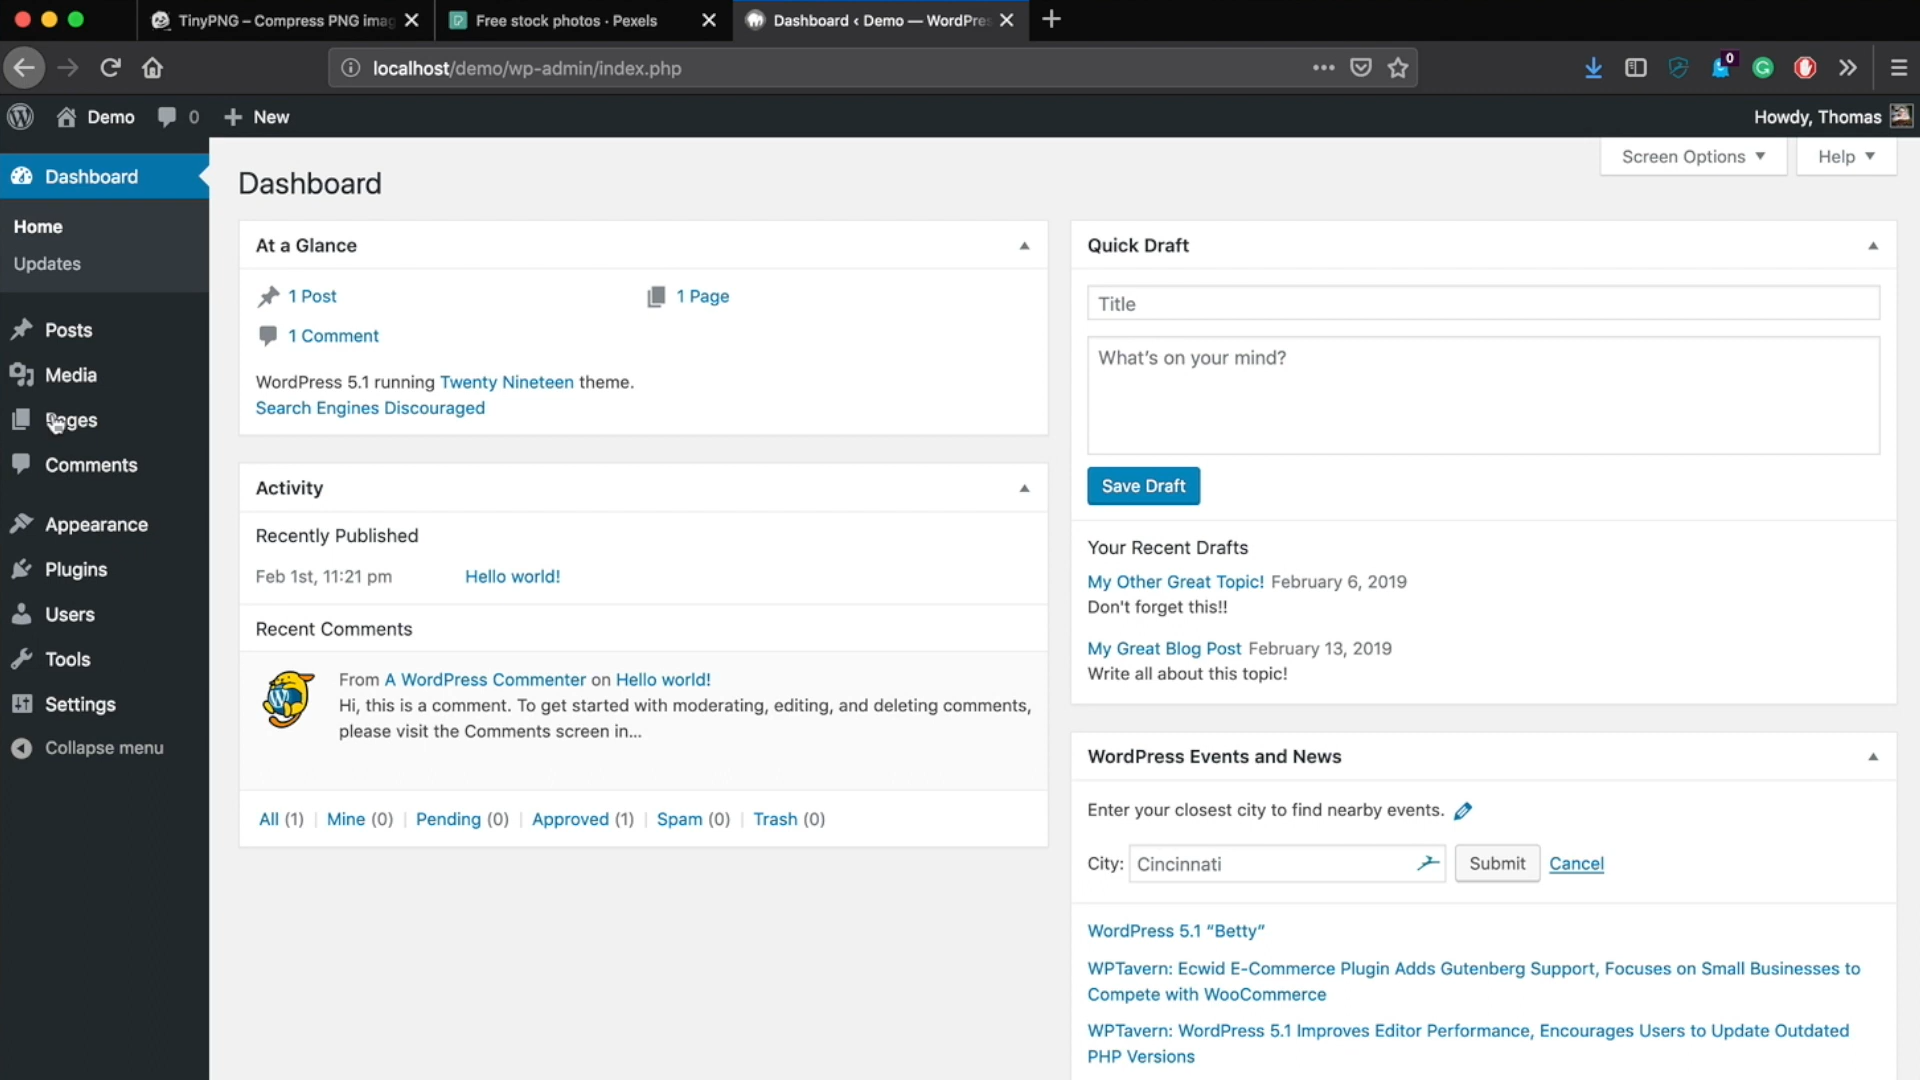 TinyPNG – Compress PNG imag
Free stock photos · Pexels
Dashboard ‹ Demo — WordPres
localhost/demo/wp-admin/index.php
0
Demo
0
New
Howdy, Thomas
Dashboard
Home
Updates
Posts
Media
Pages
Comments
Appearance
Plugins
Users
Tools
Settings
Collapse menu
Screen Options
Help
Dashboard
At a Glance
1 Post
1 Page
1 Comment
WordPress 5.1 running Twenty Nineteen theme.
Search Engines Discouraged
Activity
Recently Published
Feb 1st, 11:21 pm Hello world!
Recent Comments
From A WordPress Commenter on Hello world!
Hi, this is a comment. To get started with moderating, editing, and deleting comments,
please visit the Comments screen in...
All (1) | Mine (0) | Pending (0) | Approved (1) | Spam (0) | Trash (0)
Quick Draft
Title
What's on your mind?
Save Draft
Your Recent Drafts
My Other Great Topic! February 6, 2019
Don't forget this!!
My Great Blog Post February 13, 2019
Write all about this topic!
WordPress Events and News
Enter your closest city to find nearby events.
City: Cincinnati Submit Cancel
WordPress 5.1 “Betty”
WPTavern: Ecwid E-Commerce Plugin Adds Gutenberg Support, Focuses on Small Businesses to
Compete with WooCommerce
WPTavern: WordPress 5.1 Improves Editor Performance, Encourages Users to Update Outdated
PHP Versions